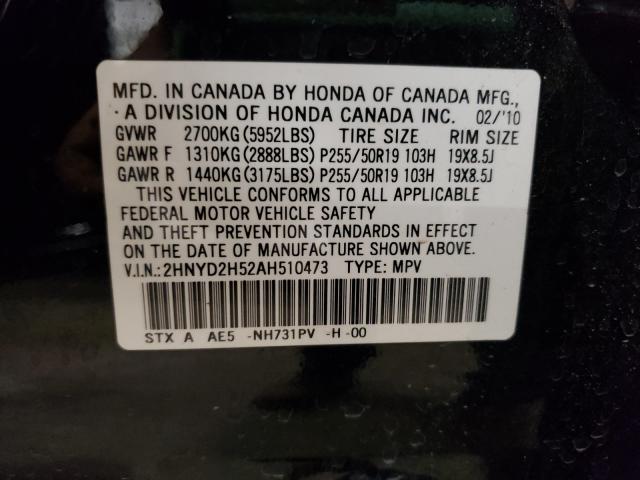 MFD. IN CANADA BY HONDA OF CANADA MFG.,
A DIVISION OF HONDA CANADA INC. 02/'10
GVWR 2700KG(5952LBS) TIRE SIZE RIM SIZE
GAWR F 1310KG(2888LBS) P255/50R19 103H 19X8.5J
GAWR R 1440KG(3175LBS) P255/50R19 103H 19X8.5J
THIS VEHICLE CONFORMS TO ALL APPLICABLE
FEDERAL MOTOR VEHICLE SAFETY
AND THEFT PREVENTION STANDARDS IN EFFECT
ON THE DATE OF MANUFACTURE SHOWN ABOVE.
V.I.N.: 2HNYD2H52AH510473 TYPE: MPV
STX A AE5 -NH731PV -H-00